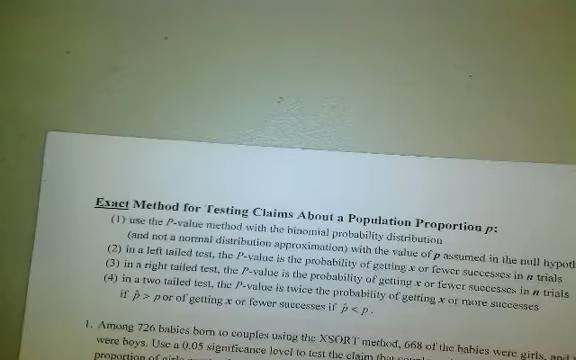 Exact Method for Testing Claims About a Population Proportion p:
(1) use the P-value method with the binomial probability distribution
(and not a normal distribution approximation) with the value of p assumed in the null hypoth
(2) in a left tailed test, the P-value is the probability of getting x or fewer successes in n trials
(3) in a right tailed test, the P-value is the probability of getting x or fewer successes in n trials
(4) in a two tailed test, the P-value is twice the probability of getting x or more successes
if p̂ > p or of getting x or fewer successes if p̂ < p.
1. Among 726 babies born to couples using the XSORT method, 668 of the babies were girls, and
were boys. Use a 0.05 significance level to test the claim that
proportion of girls